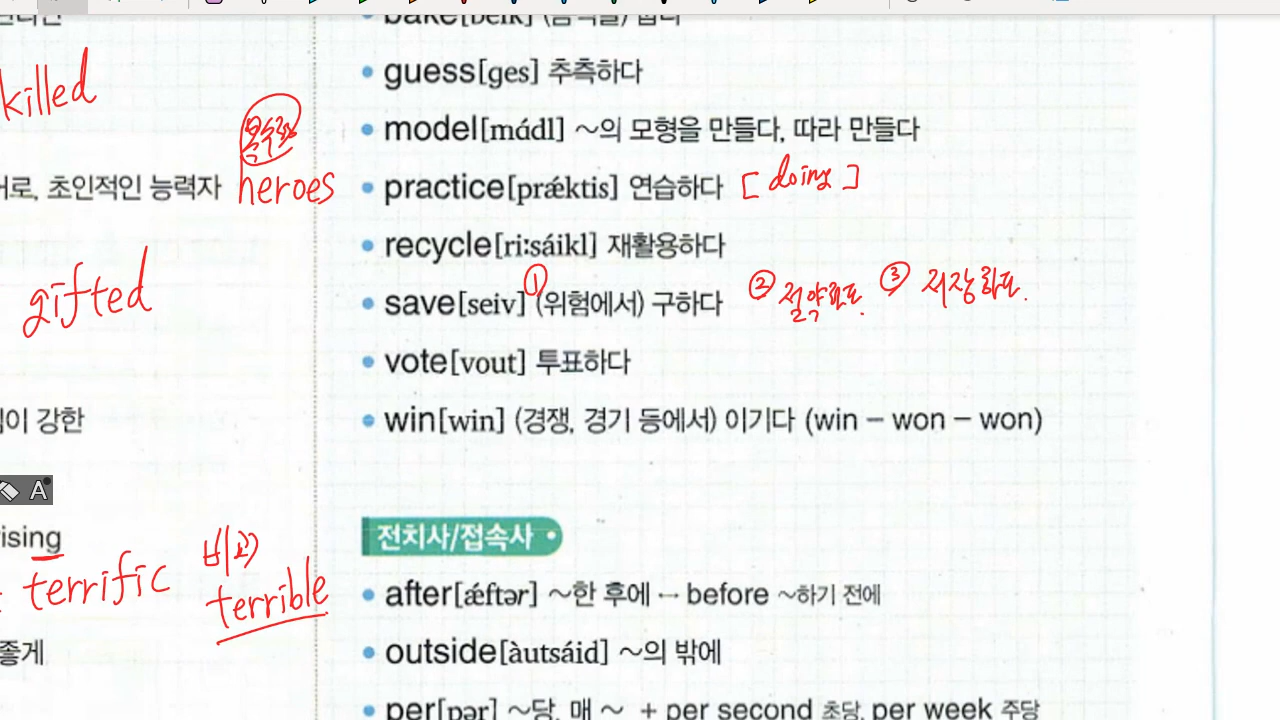 killed
복수형
어로, 초인적인 능력자 heroes
gifted
이 강한
A
rising
terrific 비교)
terrible
좋게
bake[beik]
guess[ges] 추측하다
model[mádl] ~의 모형을 만들다, 따라 만들다
practice[prǽktis] 연습하다 [ doing ]
recycle[ri:sáikl] 재활용하다
save[seiv] ① (위험에서) 구하다 ② 절약하다. ③ 저장하다.
vote[vout] 투표하다
win[win] (경쟁, 경기 등에서) 이기다 (win – won – won)
전치사/접속사
after[ǽftər] ~한 후에 ↔ before ~하기 전에
outside[àutsáid] ~의 밖에
per[pər] ~당, 매 ~ + per second 초당, per week 주당